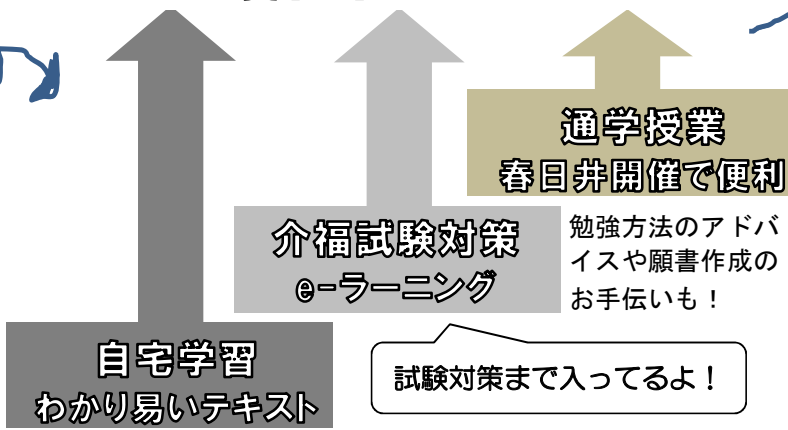 通学授業
春日井開催で便利
勉強方法のアドバ
イスや願書作成の
お手伝いも！
介福試験対策
e-ラーニング
試験対策まで入ってるよ！
自宅学習
わかり易いテキスト